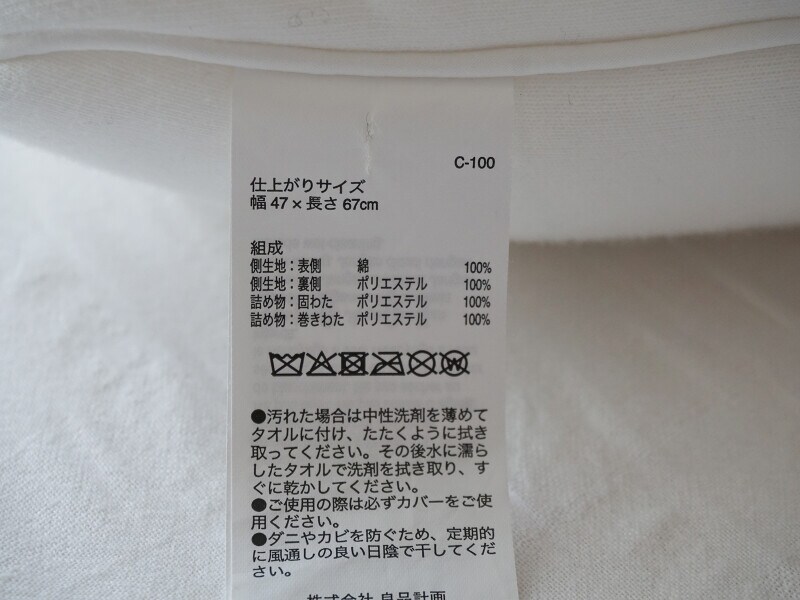 C-100
仕上がりサイズ
幅 47 × 長さ 67cm
組成
側生地：表側 綿 100%
側生地：裏側 ポリエステル 100%
詰め物：固わた ポリエステル 100%
詰め物：巻きわた ポリエステル 100%
W
●汚れた場合は中性洗剤を薄めて
タオルに付け、たたくように拭き
取ってください。その後水に濡ら
したタオルで洗剤を拭き取り、す
ぐに乾かしてください。
●ご使用の際は必ずカバーをご使
用ください。
●ダニやカビを防ぐため、定期的
に風通しの良い日陰で干してくだ
さい。
株式会社 良品計画